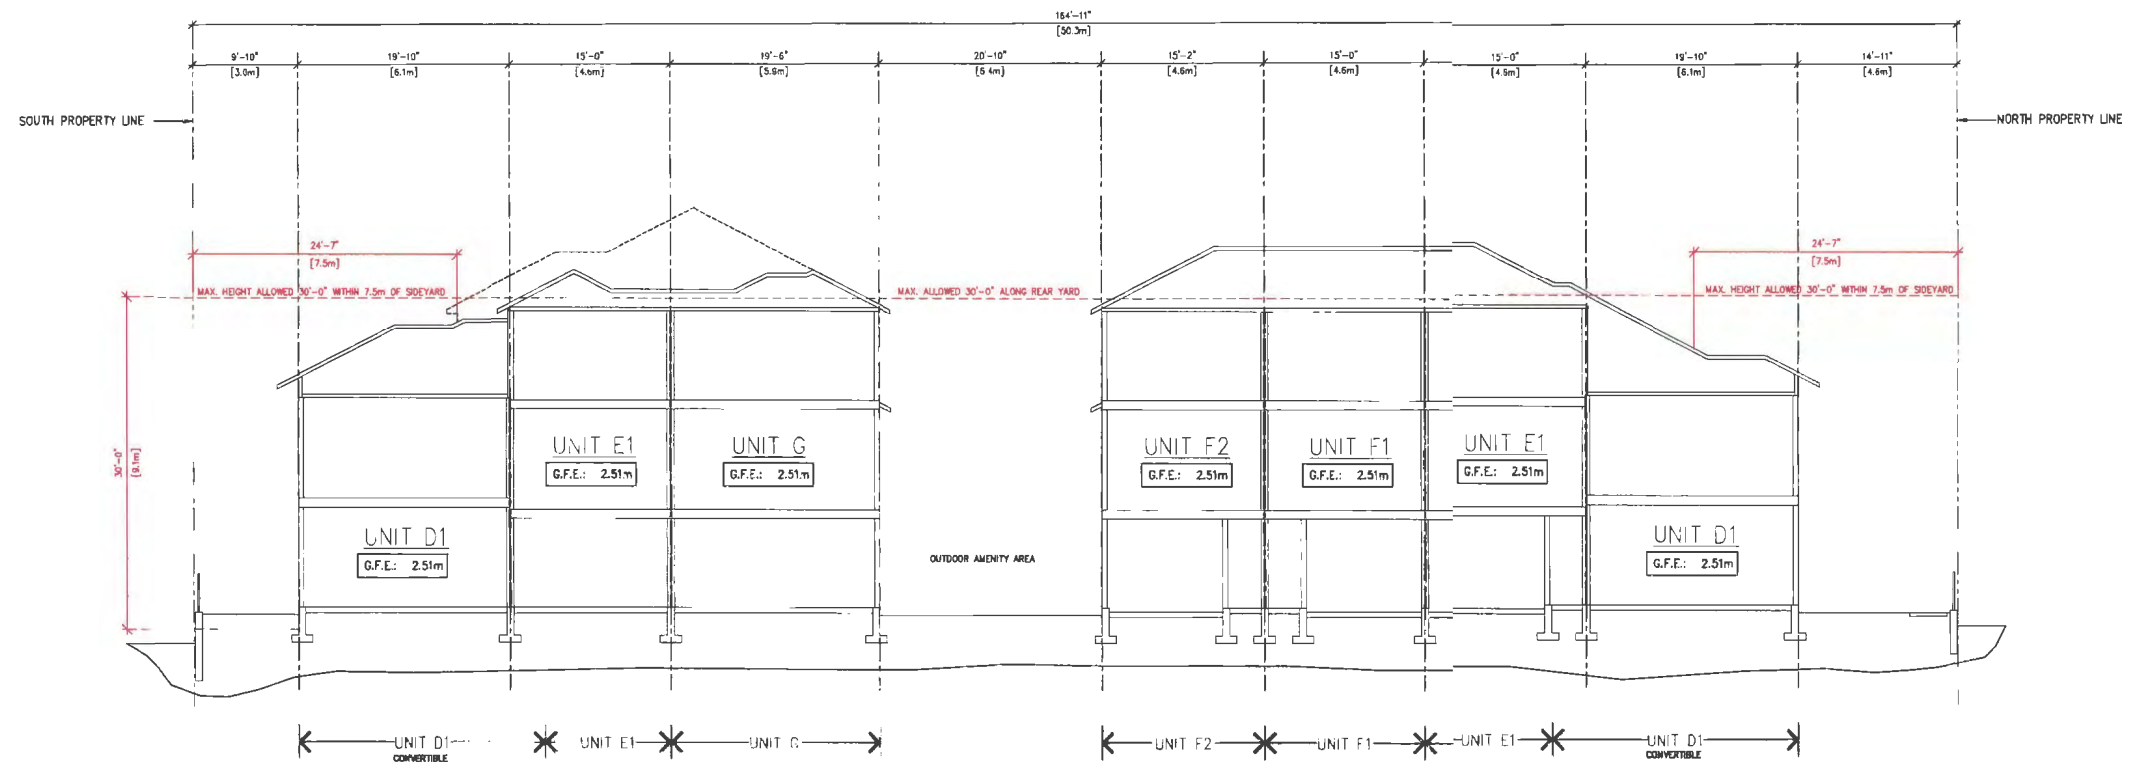 164'-11"
[50.3m]
9'-10"
[3.0m]
19'-10"
[6.1m]
15'-0"
[4.6m]
19'-6"
[5.9m]
20'-10"
[6.4m]
15'-2"
[4.6m]
15'-0"
[4.6m]
15'-0"
[4.6m]
19'-10"
[6.1m]
14'-11"
[4.6m]
SOUTH PROPERTY LINE
NORTH PROPERTY LINE
24'-7"
[7.5m]
24'-7"
[7.5m]
MAX. HEIGHT ALLOWED 30'-0" WITHIN 7.5m OF SIDEYARD
MAX. ALLOWED 30'-0" ALONG REAR YARD
MAX. HEIGHT ALLOWED 30'-0" WITHIN 7.5m OF SIDEYARD
30'-0"
[9.1m]
UNIT E1
G.F.E.: 2.51m
UNIT G
G.F.E.: 2.51m
UNIT F2
G.F.E.: 2.51m
UNIT F1
G.F.E.: 2.51m
UNIT E1
G.F.E.: 2.51m
UNIT D1
G.F.E.: 2.51m
OUTDOOR AMENITY AREA
UNIT D1
G.F.E.: 2.51m
UNIT D1
CONVERTIBLE
UNIT E1
UNIT G
UNIT F2
UNIT F1
UNIT E1
UNIT D1
CONVERTIBLE